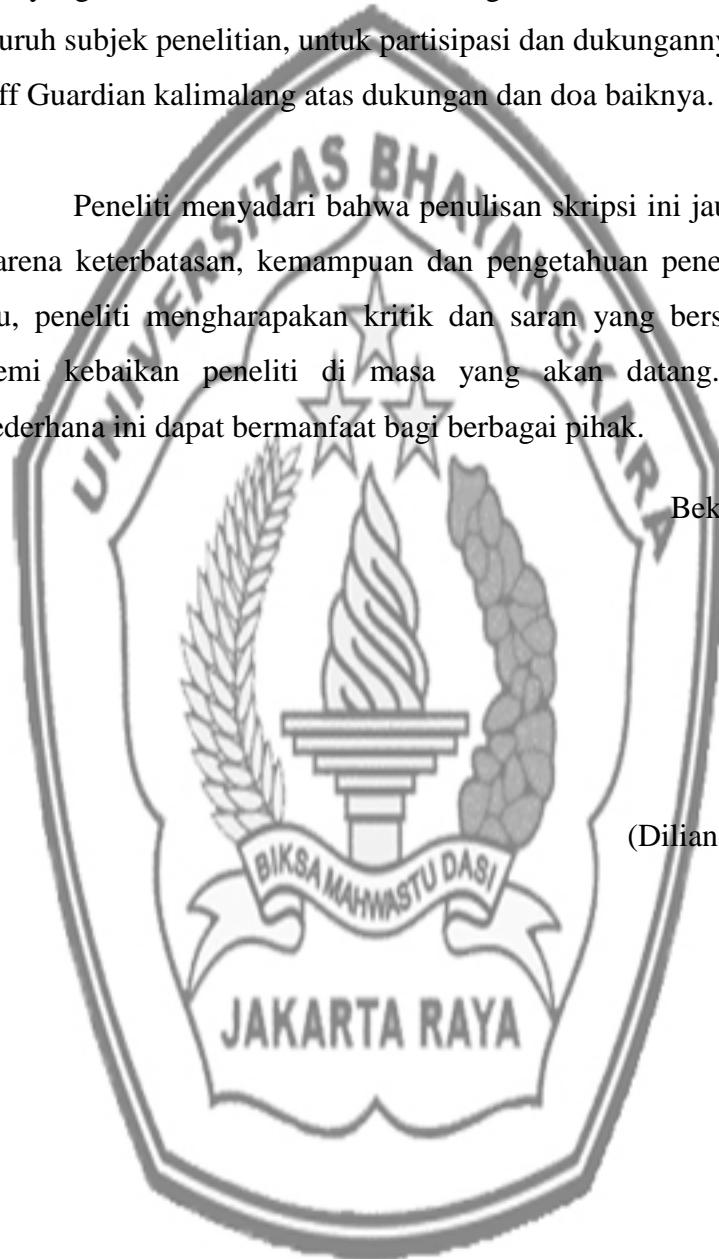 uruh subjek penelitian, untuk partisipasi dan dukunganny
ff Guardian kalimalang atas dukungan dan doa baiknya.
Peneliti menyadari bahwa penulisan skripsi ini jau
arena keterbatasan, kemampuan dan pengetahuan pene
u, peneliti mengharapakan kritik dan saran yang bers
emi kebaikan peneliti di masa yang akan datang.
ederhana ini dapat bermanfaat bagi berbagai pihak.
Bek
(Dilian
UNIVERSITAS BHAYANGKARA
BIKSA MAHWASTU DASI
JAKARTA RAYA